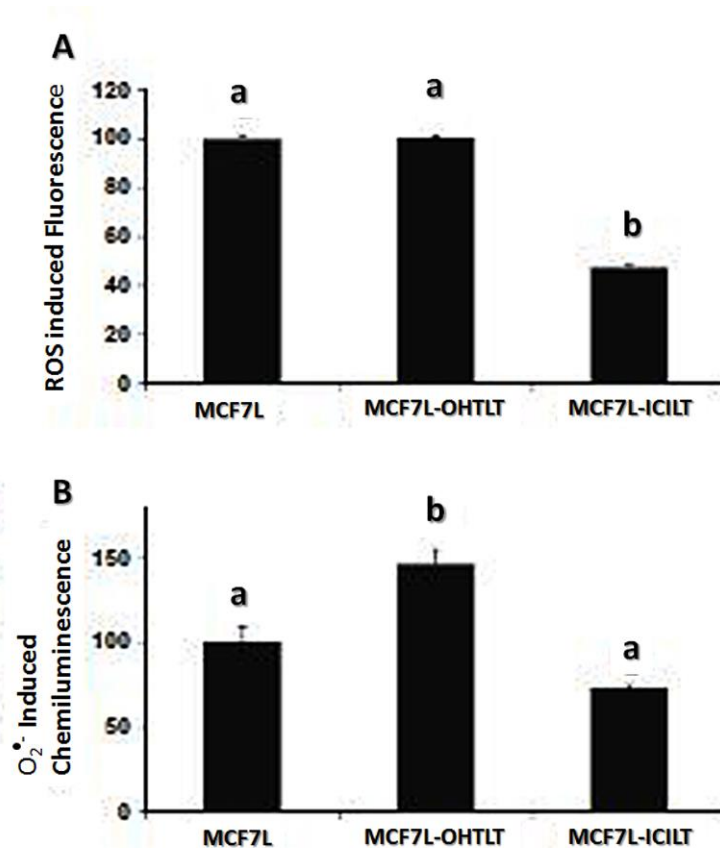 A
ROS induced Fluorescence
120
100
80
60
40
20
0
a
a
b
MCF7L
MCF7L-OHTLT
MCF7L-ICILT
B
O₂•- Induced
Chemiluminescence
150
100
50
0
a
b
a
MCF7L
MCF7L-OHTLT
MCF7L-ICILT